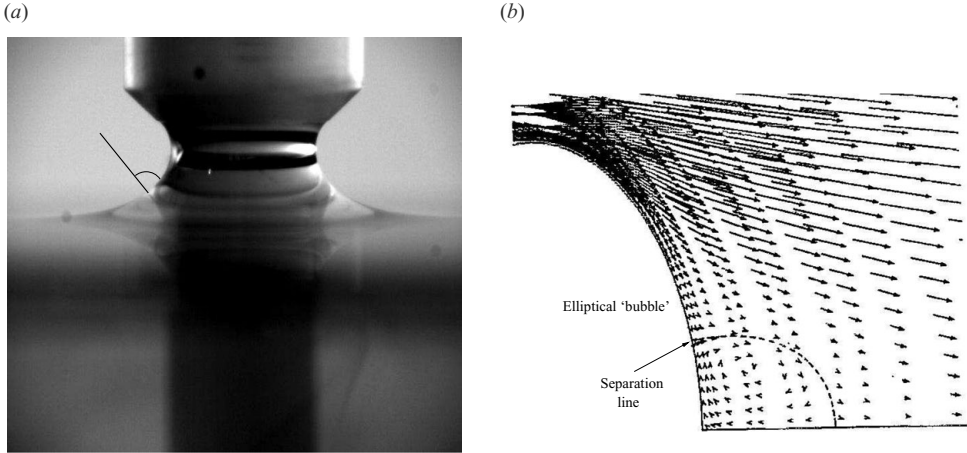 (a)
(b)
Elliptical ‘bubble’
Separation
line